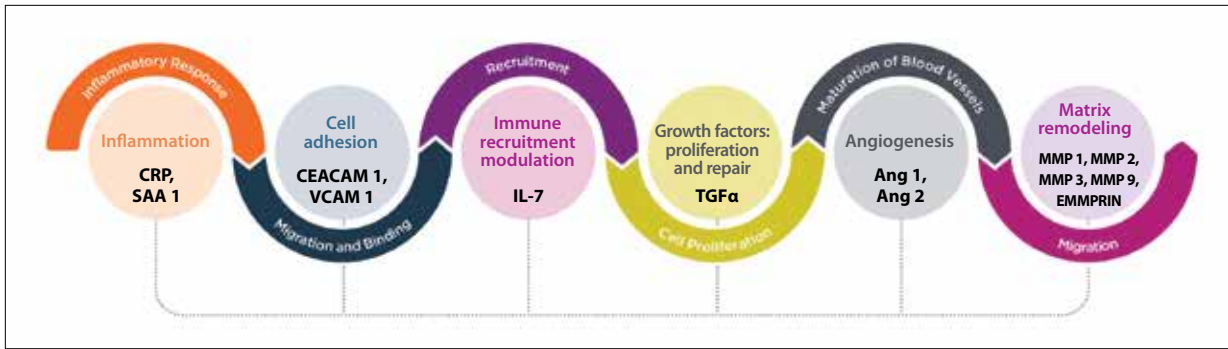 Inflammatory Response
Inflammation
CRP,
SAA 1
Cell
adhesion
CEACAM 1,
VCAM 1
Migration and Binding
Recruitment
Immune
recruitment
modulation
IL-7
Growth factors:
proliferation
and repair
TGFα
Cell Proliferation
Maturation of Blood Vessels
Angiogenesis
Ang 1,
Ang 2
Matrix
remodeling
MMP 1, MMP 2,
MMP 3, MMP 9,
EMMPRIN
Migration